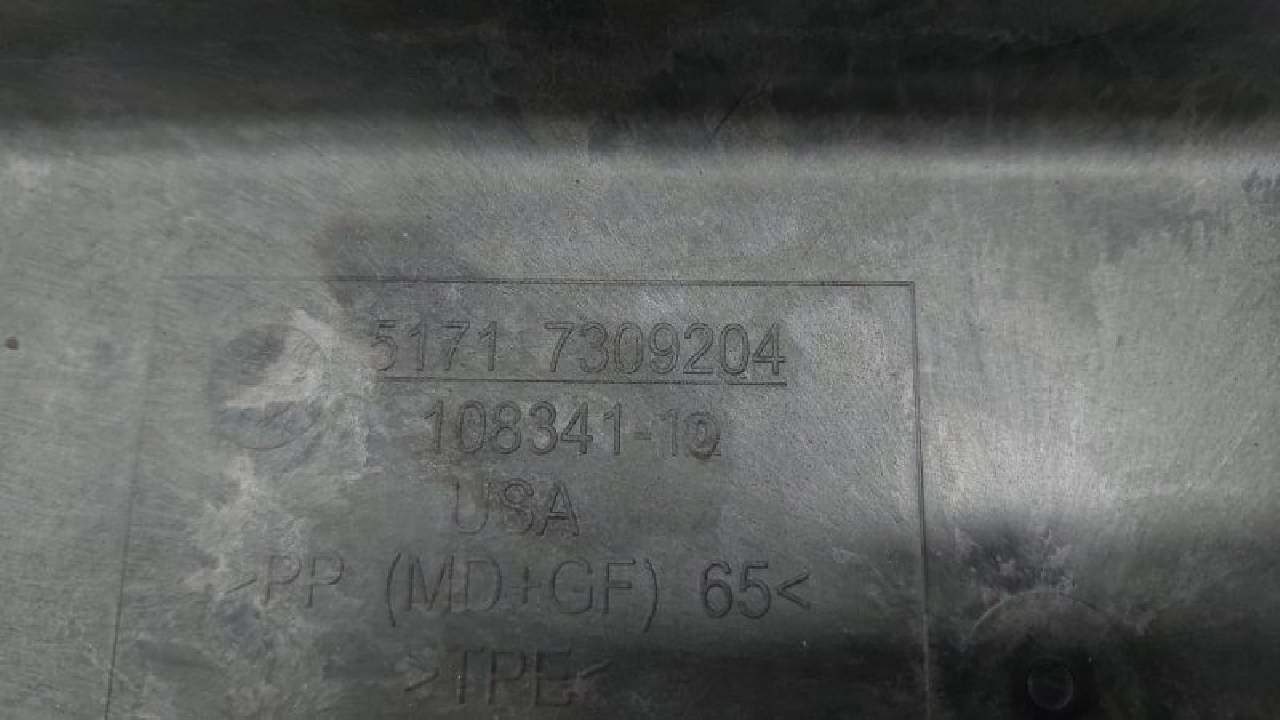 5171 7309204
108341-10
USA
>PP (MD+GF) 65<
>TPE<